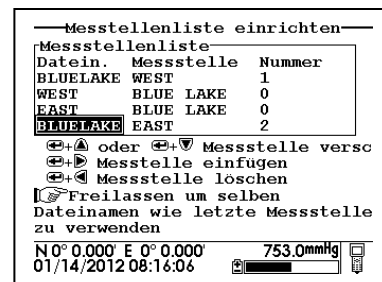 Messtellenliste einrichten
Messstellenliste
Datein. Messstelle Nummer
BLUELAKE WEST 1
WEST BLUE LAKE 0
EAST BLUE LAKE 0
BLUELAKE EAST 2
+ oder + Messstelle versc
+ Messtelle einfügen
+ Messstelle löschen
Freilassen um selben
Dateinamen wie letzte Messstelle
zu verwenden
N 0° 0.000' E 0° 0.000' 753.0mmHg
01/14/2012 08:16:06